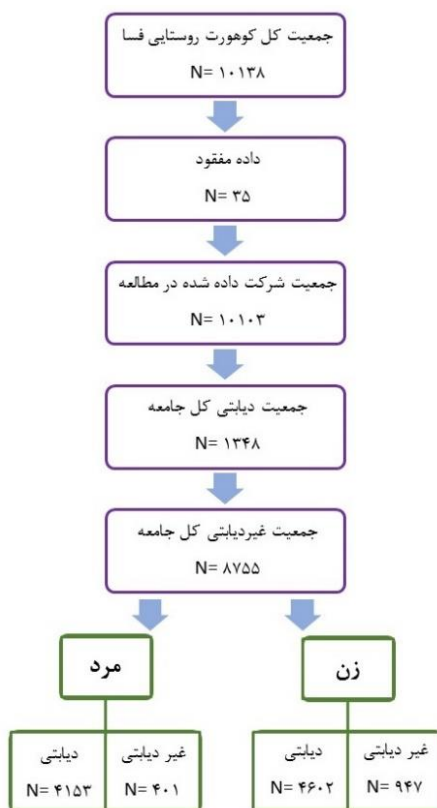 جمعیت کل کوهورت روستایی فسا
N= ۱۰۱۳۸
داده مفقود
N= ۳۵
جمعیت شرکت داده شده در مطالعه
N= ۱۰۱۰۳
جمعیت دیابتی کل جامعه
N= ۱۳۴۸
جمعیت غیردیابتی کل جامعه
N= ۸۷۵۵
زن
غیر دیابتی
N= ۹۴۷
دیابتی
N= ۴۶۰۲
مرد
غیر دیابتی
N= ۴۰۱
دیابتی
N= ۴۱۵۳